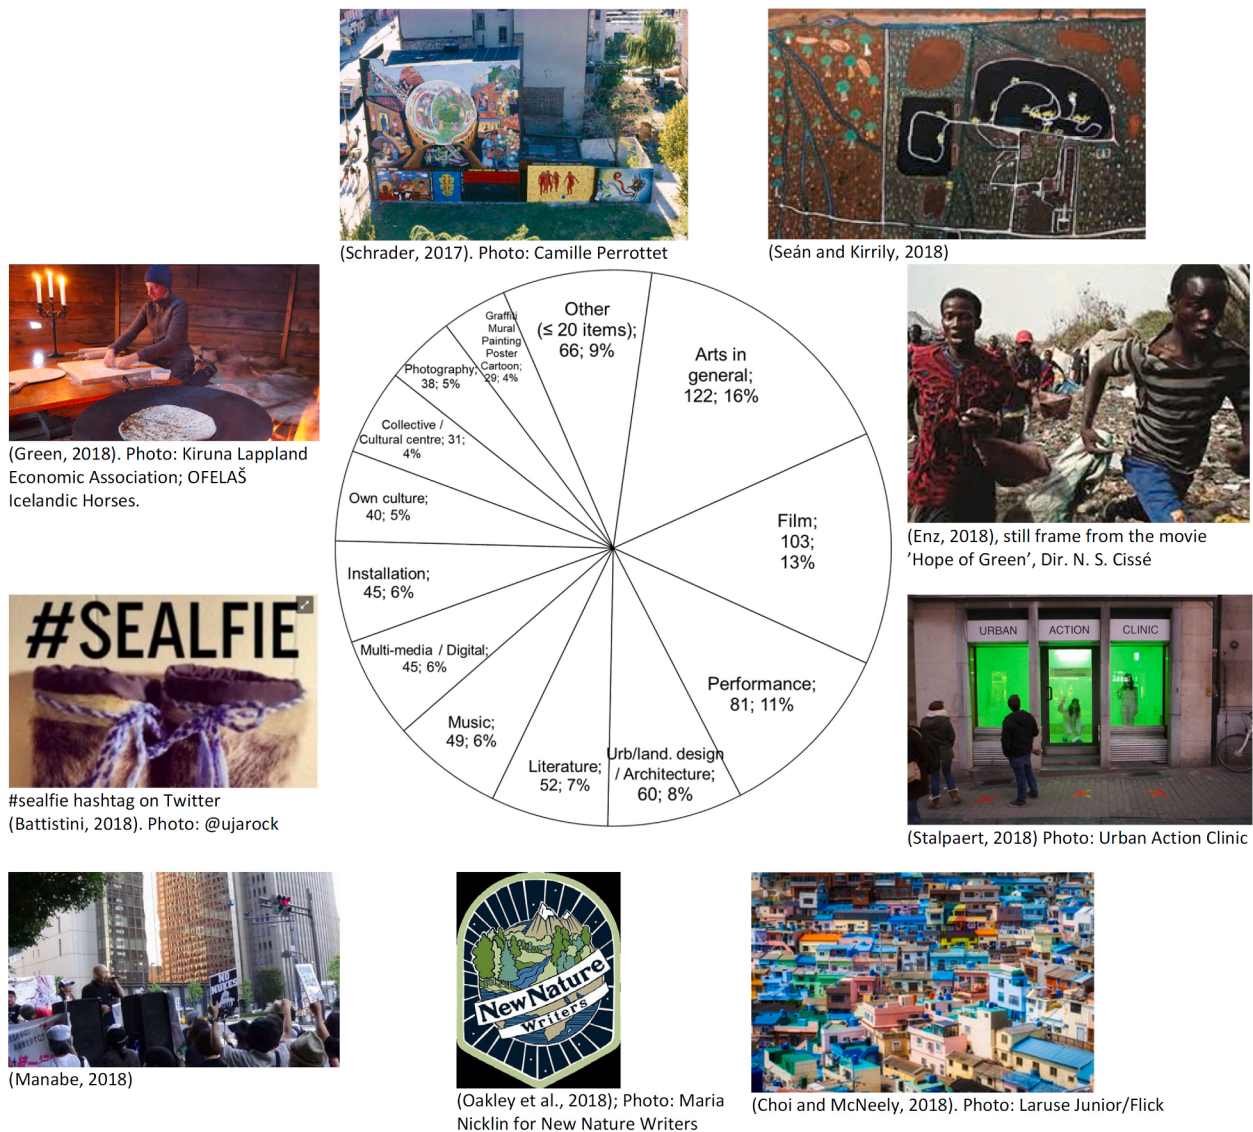 (Schrader, 2017). Photo: Camille Perrottet
(Seán and Kirrily, 2018)
(Green, 2018). Photo: Kiruna Lappland
Economic Association; OFELAŠ
Icelandic Horses.
Other
(≤ 20 items);
66; 9%
Arts in
general;
122; 16%
Film;
103;
13%
Performance;
81; 11%
Urb/land. design
/ Architecture;
60; 8%
Literature;
52; 7%
Music;
49; 6%
Multi-media / Digital;
45; 6%
Installation;
45; 6%
Own culture;
40; 5%
Collective /
Cultural centre; 31;
4%
Photography;
38; 5%
Graffiti
Mural
Painting
Poster
Cartoon;
29; 4%
(Enz, 2018), still frame from the movie
’Hope of Green’, Dir. N. S. Cissé
#SEALFIE
#sealfie hashtag on Twitter
(Battistini, 2018). Photo: @ujarock
URBAN ACTION CLINIC
(Stalpaert, 2018) Photo: Urban Action Clinic
NO
NUKES
(Manabe, 2018)
New Nature
Writers
(Oakley et al., 2018); Photo: Maria
Nicklin for New Nature Writers
(Choi and McNeely, 2018). Photo: Laruse Junior/Flick